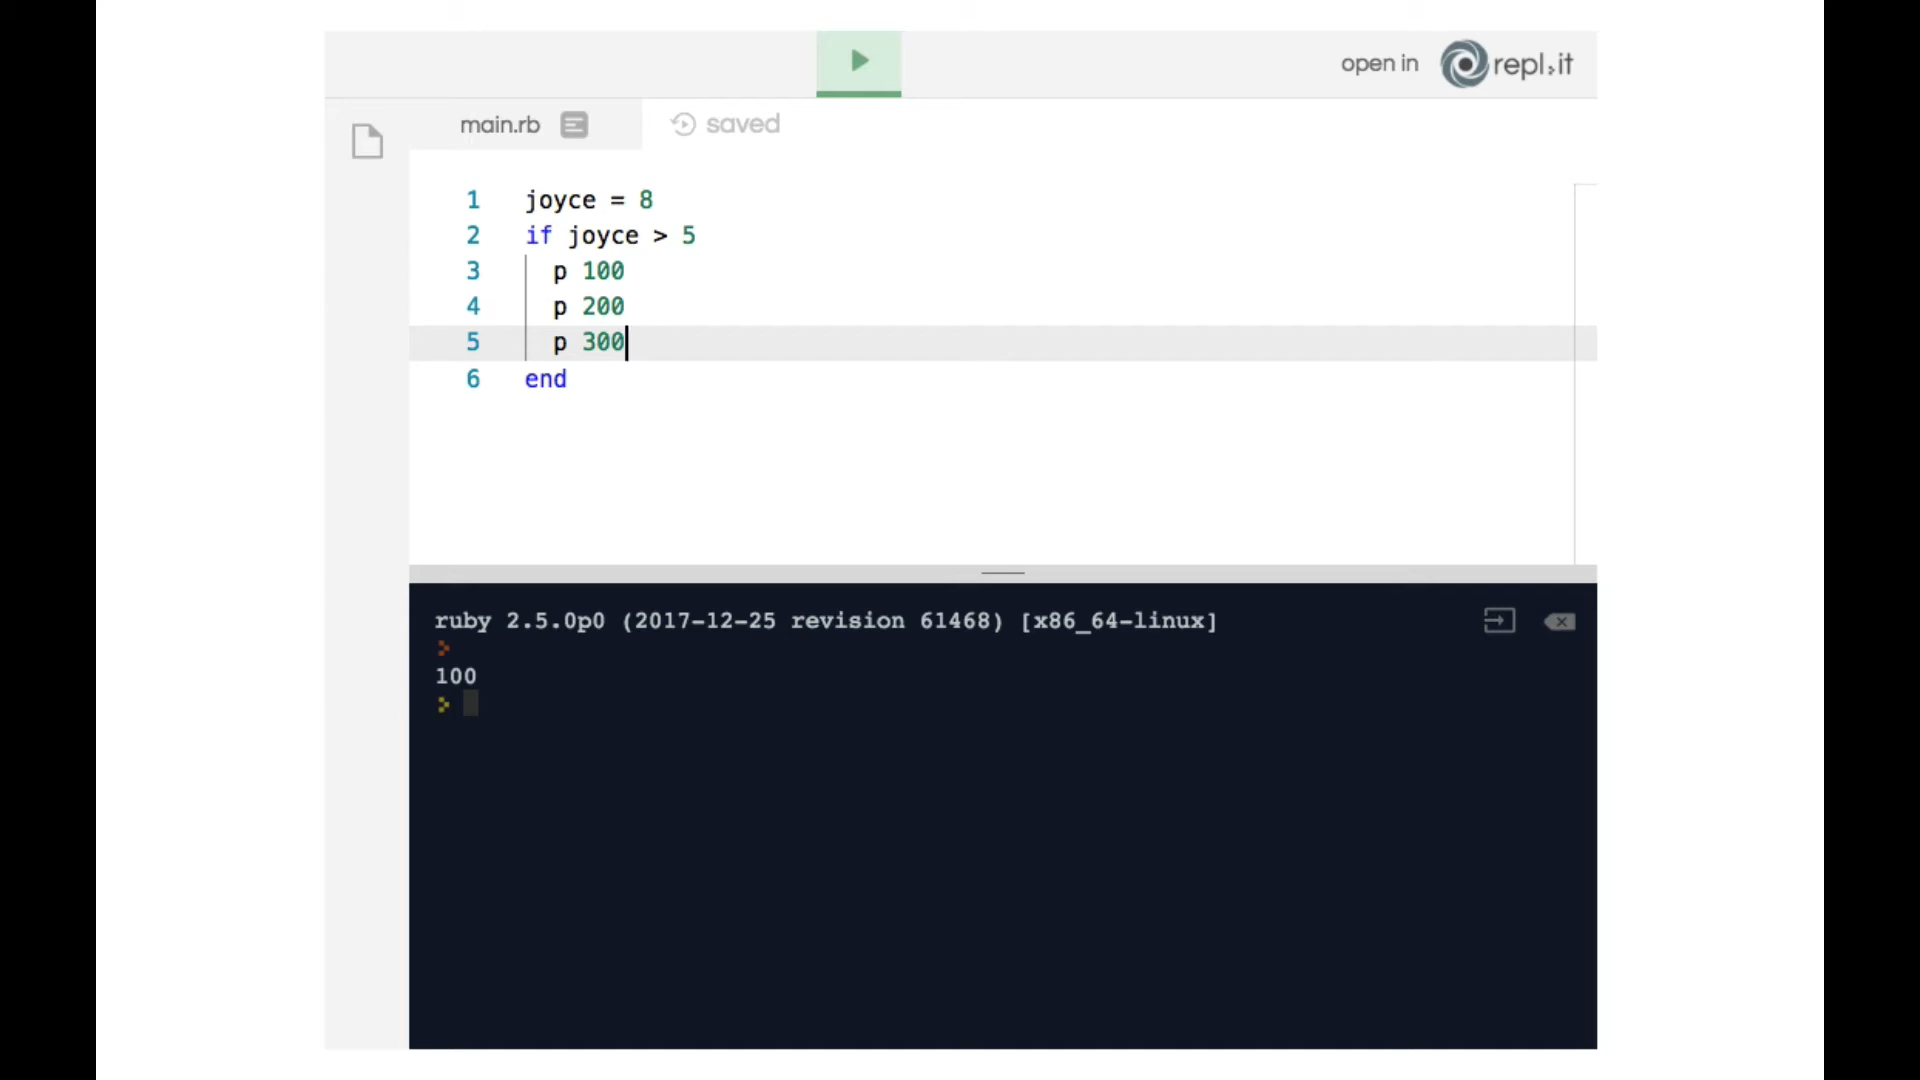 open in repl.it
main.rb saved
1 joyce = 8
2 if joyce > 5
3 p 100
4 p 200
5 p 300
6 end
ruby 2.5.0p0 (2017-12-25 revision 61468) [x86_64-linux]
>
100
>